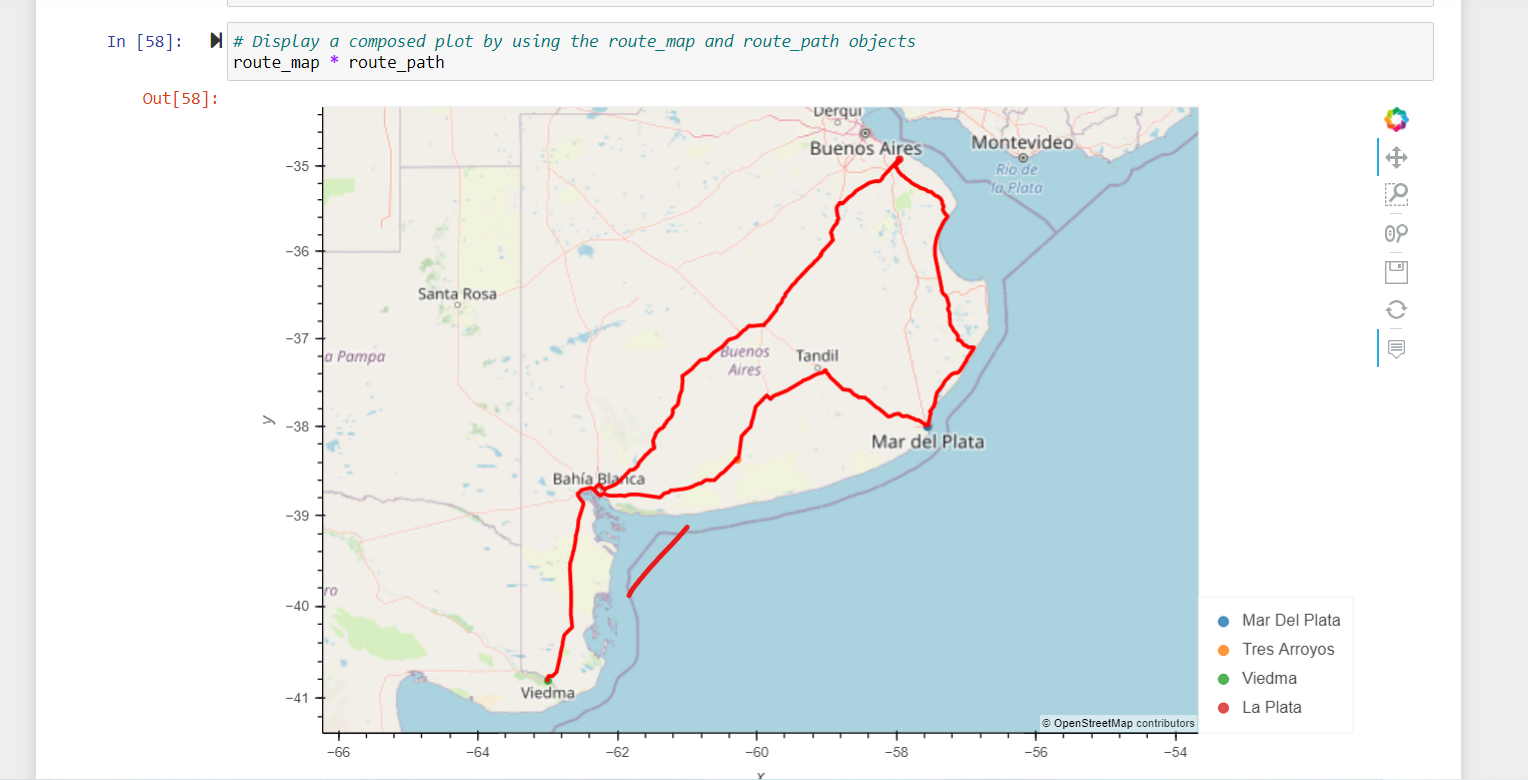 In [58]:
# Display a composed plot by using the route_map and route_path objects
route_map * route_path
Out[58]:
Derqui
Buenos Aires
Montevideo
Río de
la Plata
Santa Rosa
a Pampa
Buenos
Aires
Tandil
Mar del Plata
Bahía Blanca
ro
Viedma
© OpenStreetMap contributors
y
−35
−36
−37
−38
−39
−40
−41
−66
−64
−62
−60
−58
−56
−54
x
Mar Del Plata
Tres Arroyos
Viedma
La Plata